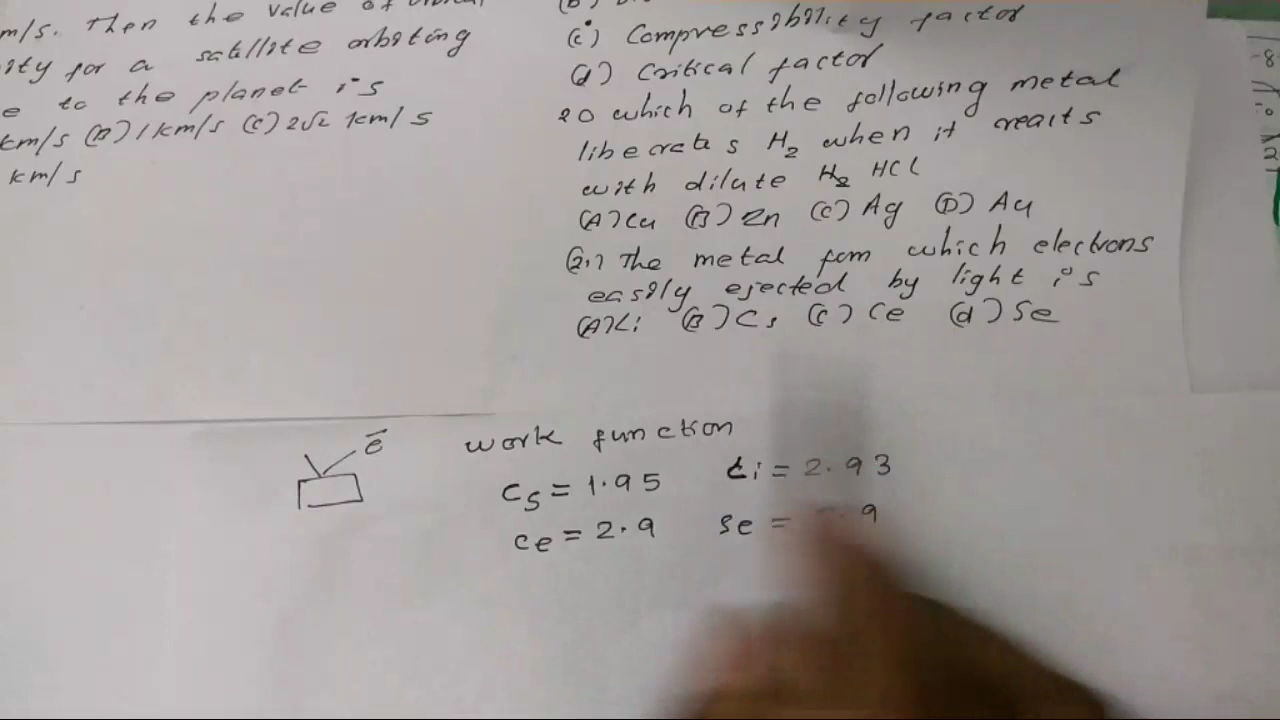 m/s. Then the value of
ity for a satellite orbiting
e to the planet is
km/s (B) 1 km/s (C) 2√2 km/s
km/s
(c) Compressibility factor
(d) Critical factor
20 which of the following metal
liberates H2 when it reacts
with dilute H2 HCl
(A) Cu (B) Zn (C) Ag (D) Au
(21) The metal fom which electrons
easily ejected by light is
(A) Li (B) Cs (C) Ce (d) Se
e̅
work function
Cs = 1.95 Li = 2.93
Ce = 2.9 Se = .9
-8